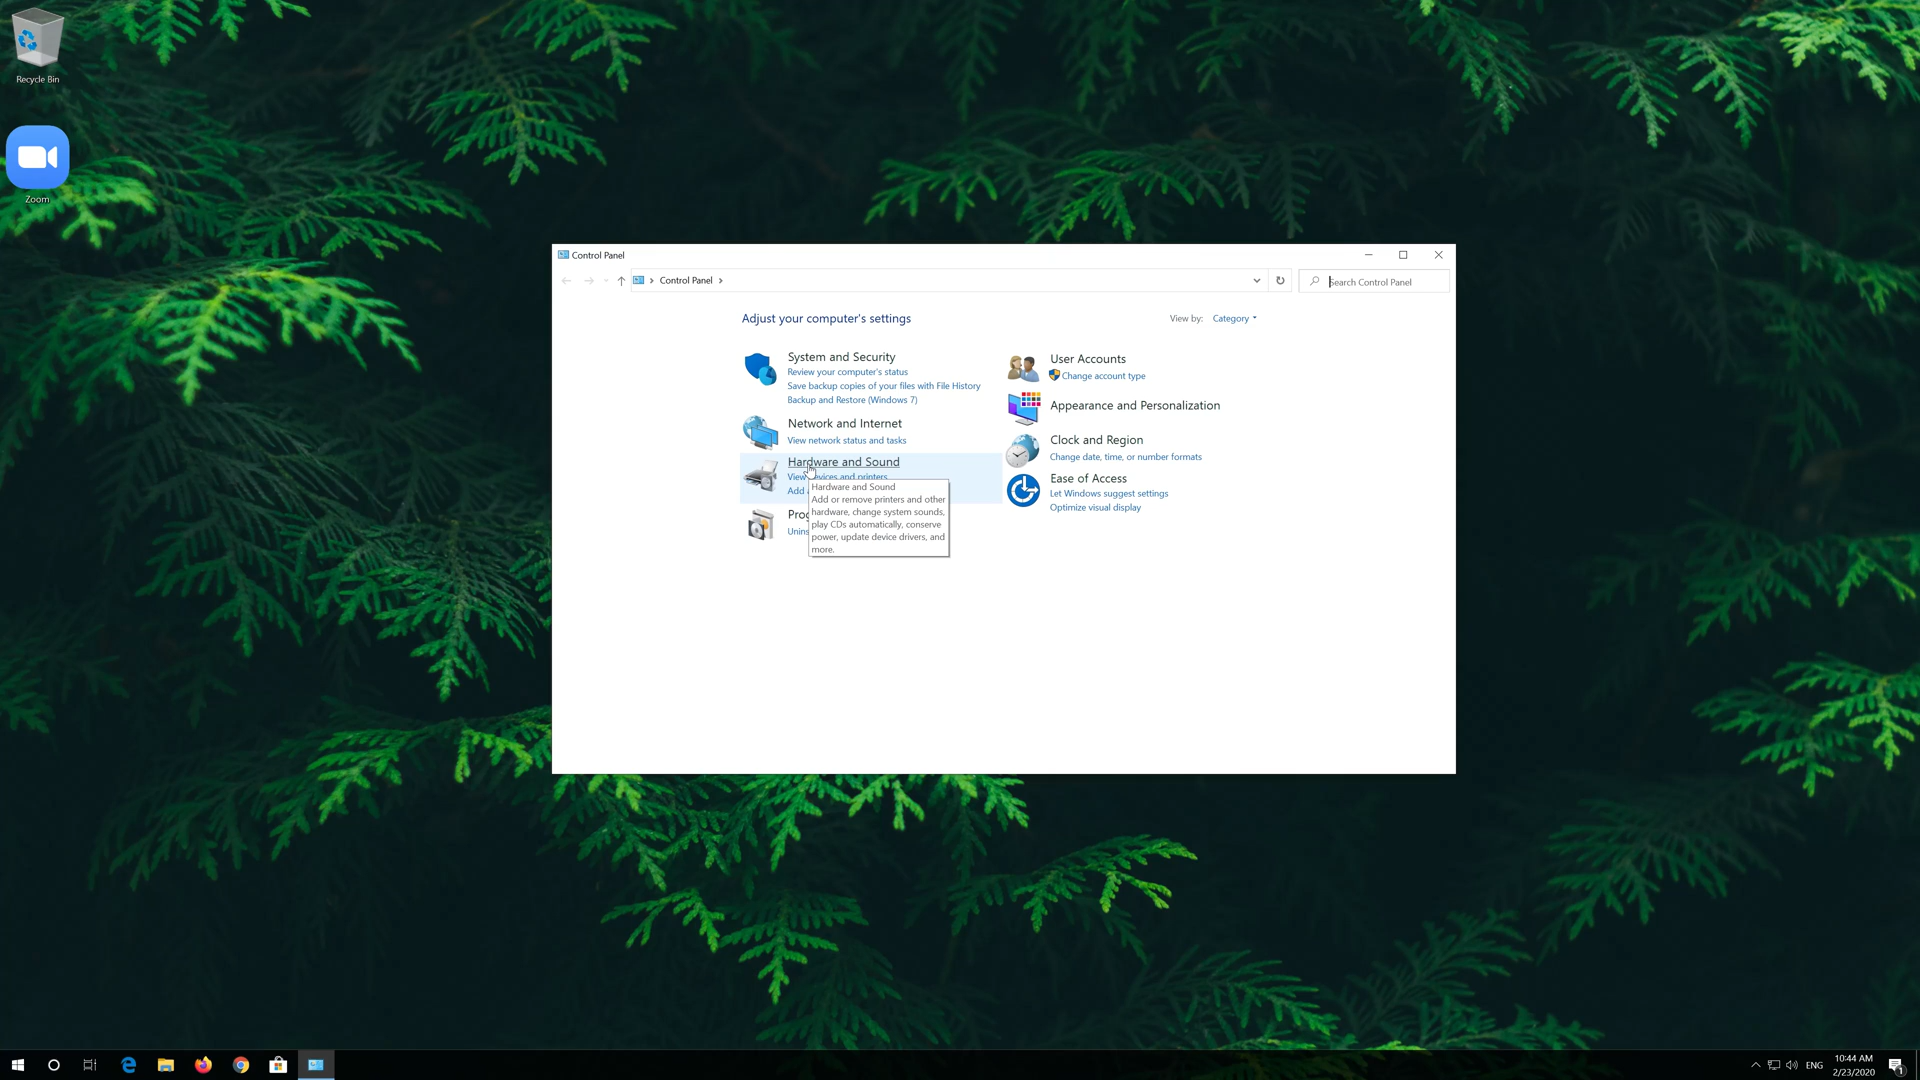 Recycle Bin
Zoom
Control Panel
Control Panel
Search Control Panel
Adjust your computer's settings
View by: Category
System and Security
Review your computer's status
Save backup copies of your files with File History
Backup and Restore (Windows 7)
Network and Internet
View network status and tasks
Hardware and Sound
View devices and printers
Add
Hardware and Sound
Add or remove printers and other
hardware, change system sounds,
play CDs automatically, conserve
power, update device drivers, and
more.
User Accounts
Change account type
Appearance and Personalization
Clock and Region
Change date, time, or number formats
Ease of Access
Let Windows suggest settings
Optimize visual display
ENG
10:44 AM
2/23/2020
1